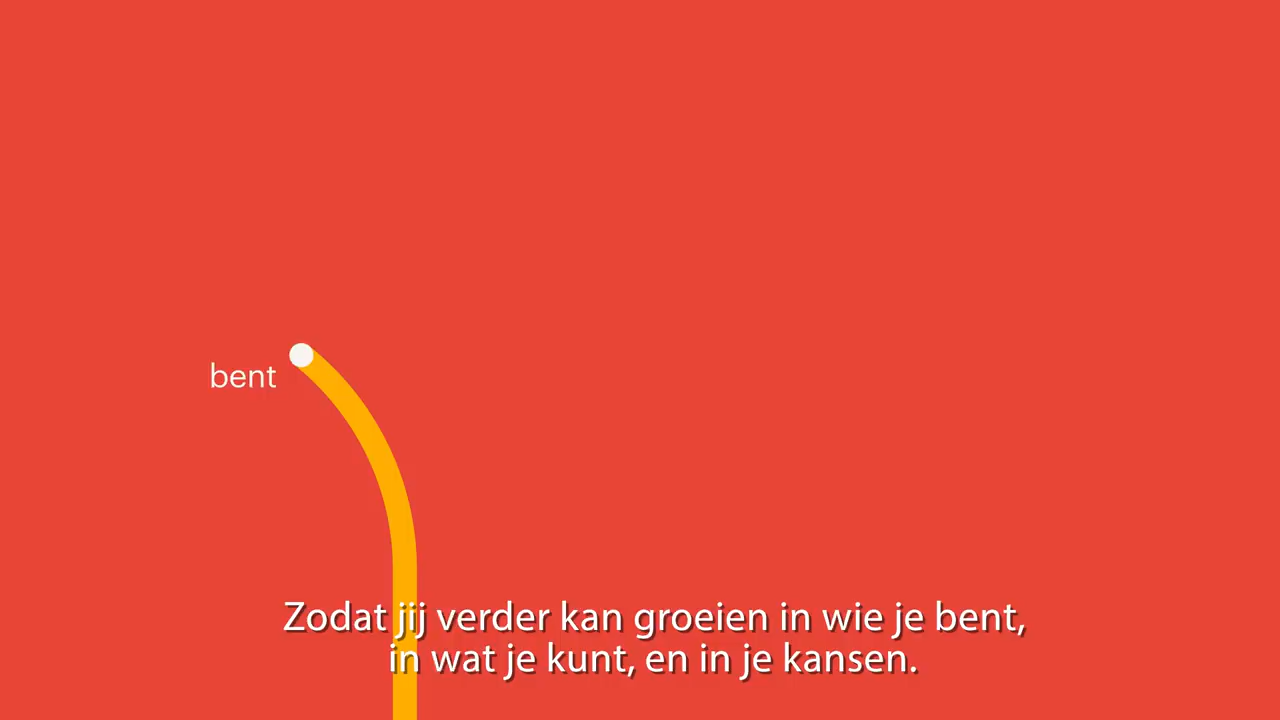 bent
Zodat jij verder kan groeien in wie je bent,
in wat je kunt, en in je kansen.